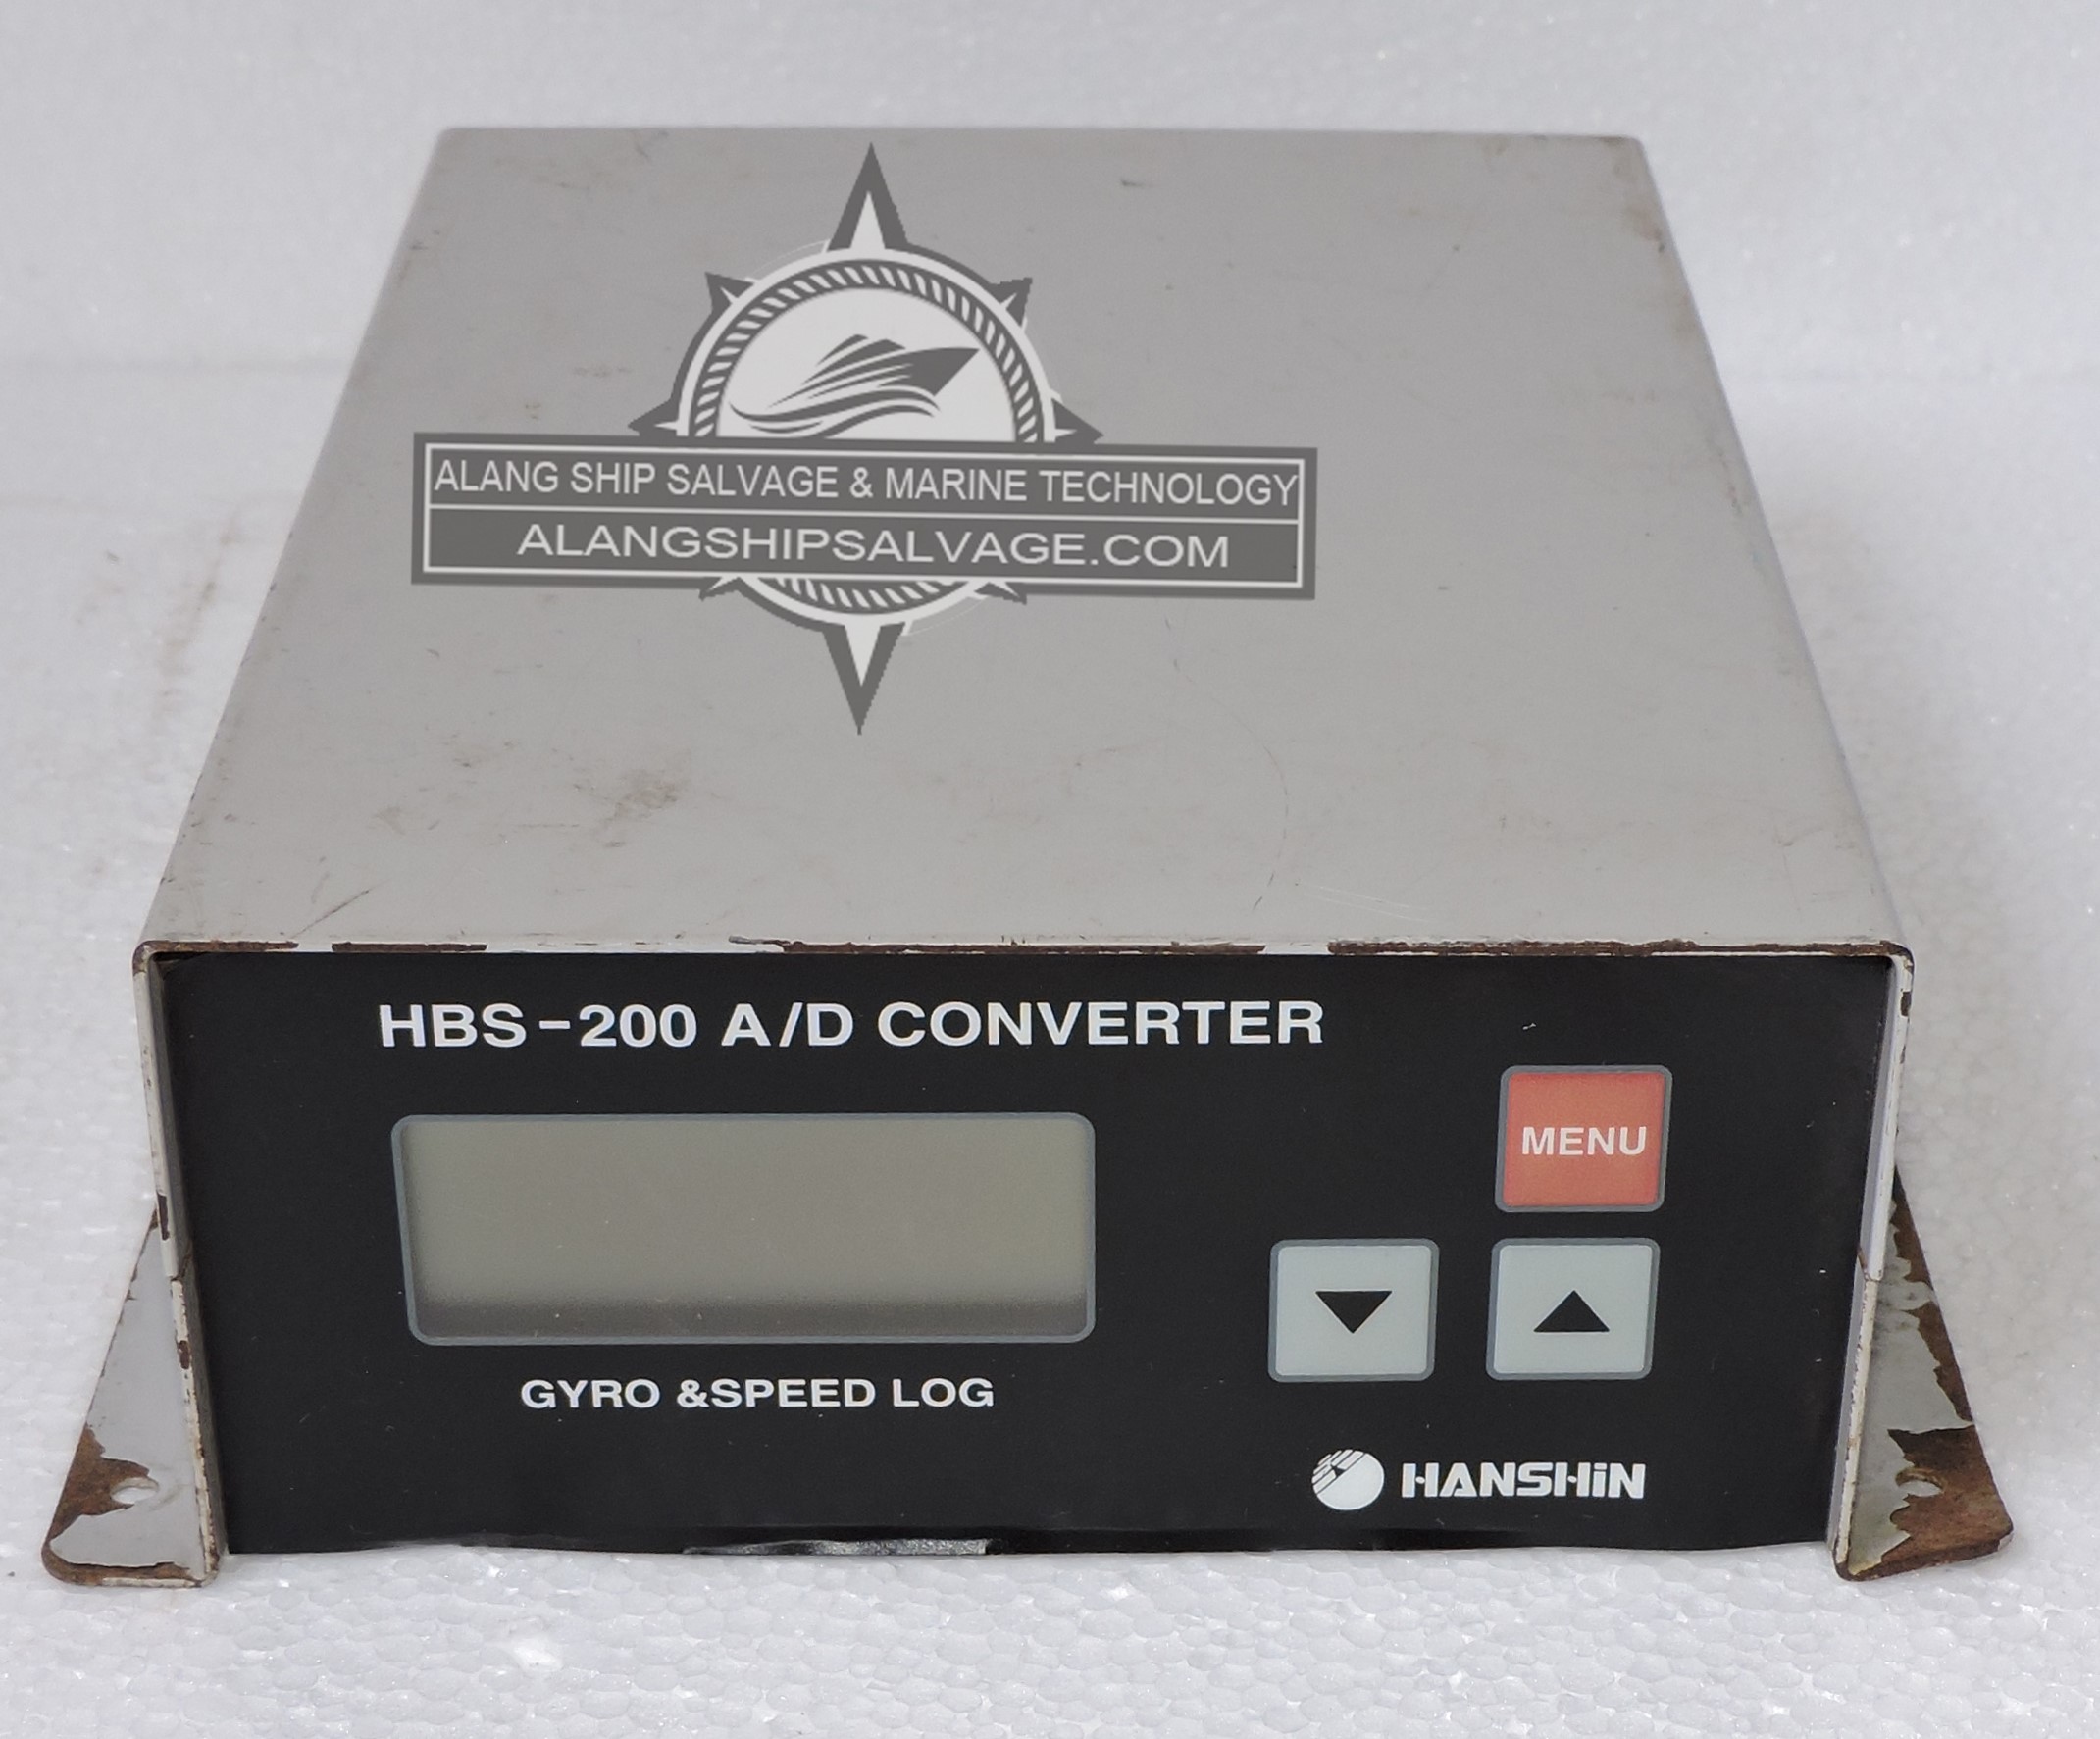 ALANG SHIP SALVAGE & MARINE TECHNOLOGY
ALANGSHIPSALVAGE.COM
HBS-200 A/D CONVERTER
MENU
GYRO &SPEED LOG
HANSHiN